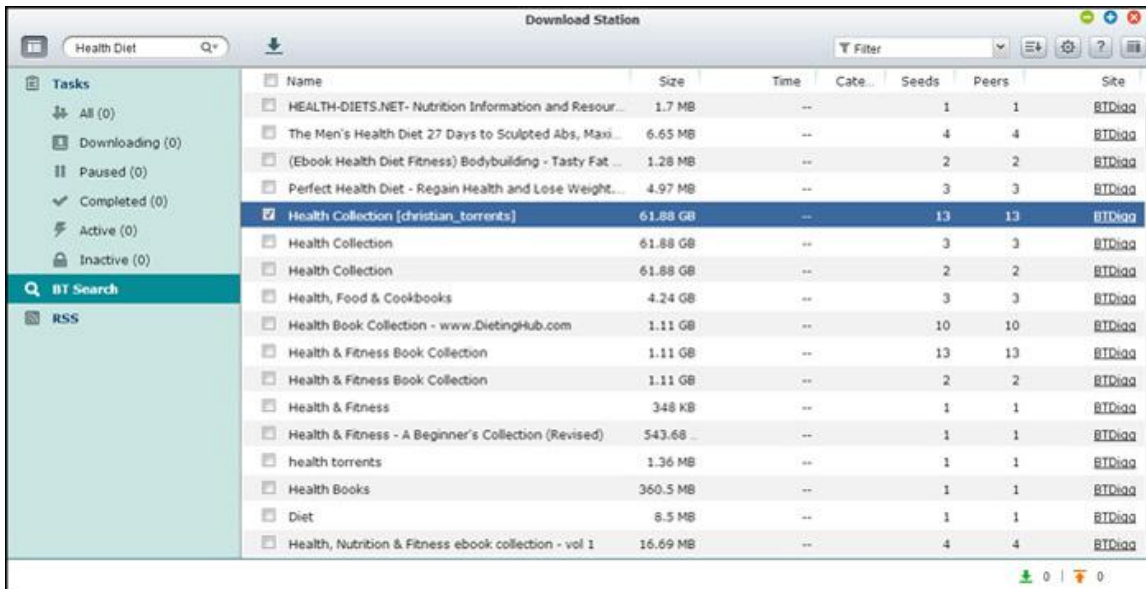 Download Station
Health Diet
Filter
?
Tasks
All (0)
Downloading (0)
Paused (0)
Completed (0)
Active (0)
Inactive (0)
BT Search
RSS
Name Size Time Cate... Seeds Peers Site
HEALTH-DIETS.NET- Nutrition Information and Resour... 1.7 MB -- 1 1 BTDigg
The Men's Health Diet 27 Days to Sculpted Abs, Maxi... 6.65 MB -- 4 4 BTDigg
(Ebook Health Diet Fitness) Bodybuilding - Tasty Fat ... 1.28 MB -- 2 2 BTDigg
Perfect Health Diet - Regain Health and Lose Weight... 4.97 MB -- 3 3 BTDigg
Health Collection [christian_torrents] 61.88 GB -- 13 13 BTDigg
Health Collection 61.88 GB -- 3 3 BTDigg
Health Collection 61.88 GB -- 2 2 BTDigg
Health, Food & Cookbooks 4.24 GB -- 3 3 BTDigg
Health Book Collection - www.DietingHub.com 1.11 GB -- 10 10 BTDigg
Health & Fitness Book Collection 1.11 GB -- 13 13 BTDigg
Health & Fitness Book Collection 1.11 GB -- 2 2 BTDigg
Health & Fitness 348 KB -- 1 1 BTDigg
Health & Fitness - A Beginner's Collection (Revised) 543.68 ... -- 1 1 BTDigg
health torrents 1.36 MB -- 1 1 BTDigg
Health Books 360.5 MB -- 1 1 BTDigg
Diet 8.5 MB -- 1 1 BTDigg
Health, Nutrition & Fitness ebook collection - vol 1 16.69 MB -- 4 4 BTDigg
0 | 0